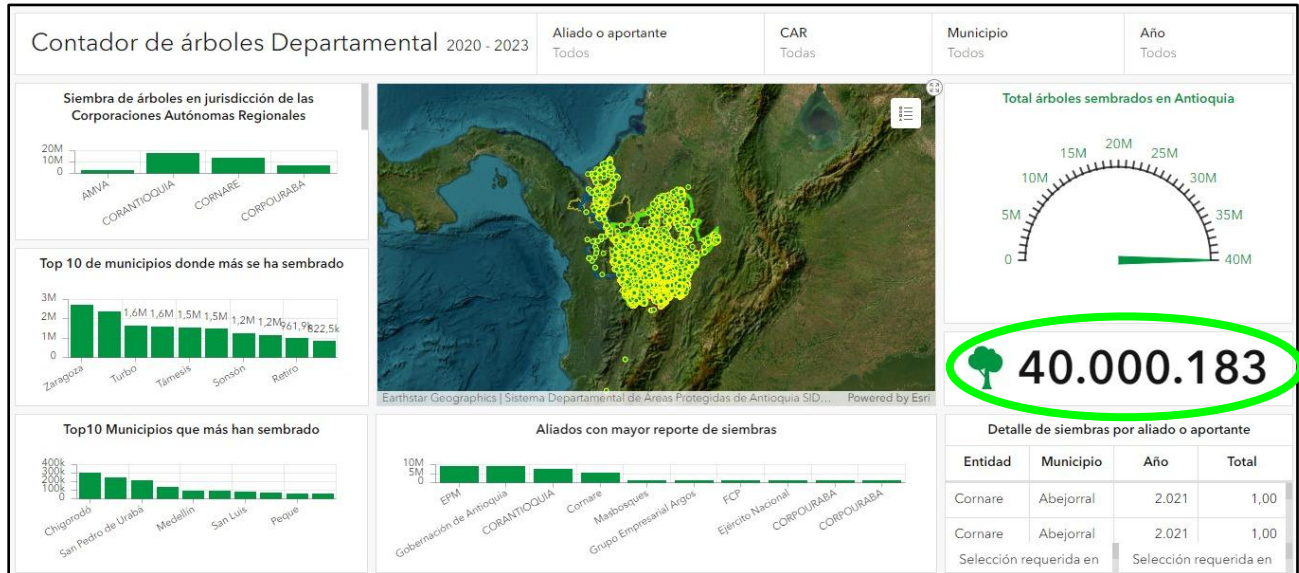 Contador de árboles Departamental 2020 - 2023
Aliado o aportante
Todos
CAR
Todas
Municipio
Todos
Año
Todos
Siembra de árboles en jurisdicción de las
Corporaciones Autónomas Regionales
20M
10M
0
AMVA
CORANTIOQUIA
CORNARE
CORPOURABA
Top 10 de municipios donde más se ha sembrado
3M
2M
1M
0
1,6M 1,6M 1,5M 1,5M 1,2M 1,2M 961,9k 822,5k
Zaragoza
Turbo
Támesis
Sonsón
Retiro
Top10 Municipios que más han sembrado
400k
300k
200k
100k
0
Chigorodó
San Pedro de Urabá
Medellín
San Luis
Peque
Earthstar Geographics | Sistema Departamental de Áreas Protegidas de Antioquia SID...
Powered by Esri
Aliados con mayor reporte de siembras
10M
5M
0
EPM
Gobernación de Antioquia
CORANTIOQUIA
Cornare
Masbosques
Grupo Empresarial Argos
FCP
Ejército Nacional
CORPOURABA
CORPOURABA
Total árboles sembrados en Antioquia
0
5M
10M
15M
20M
25M
30M
35M
40M
40.000.183
Detalle de siembras por aliado o aportante
Entidad Municipio Año Total
Cornare Abejorral 2.021 1,00
Cornare Abejorral 2.021 1,00
Selección requerida en
Selección requerida en